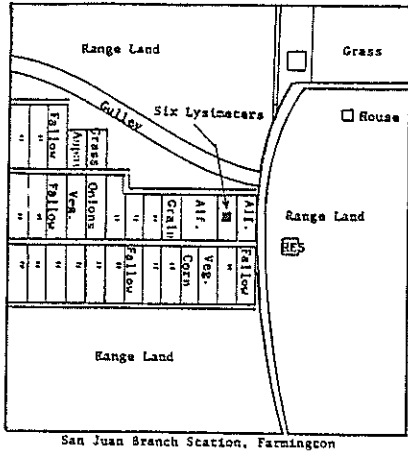 Range Land
Grass
Six Lysimeters
Gulley
House
" " Fallow
Grass
" " Fallow Veg. Onions " " " Grain Alf. Alf.
Range Land
" " " " " Fallow " " Corn Veg. " Fallow
Range Land
San Juan Branch Station, Farmington